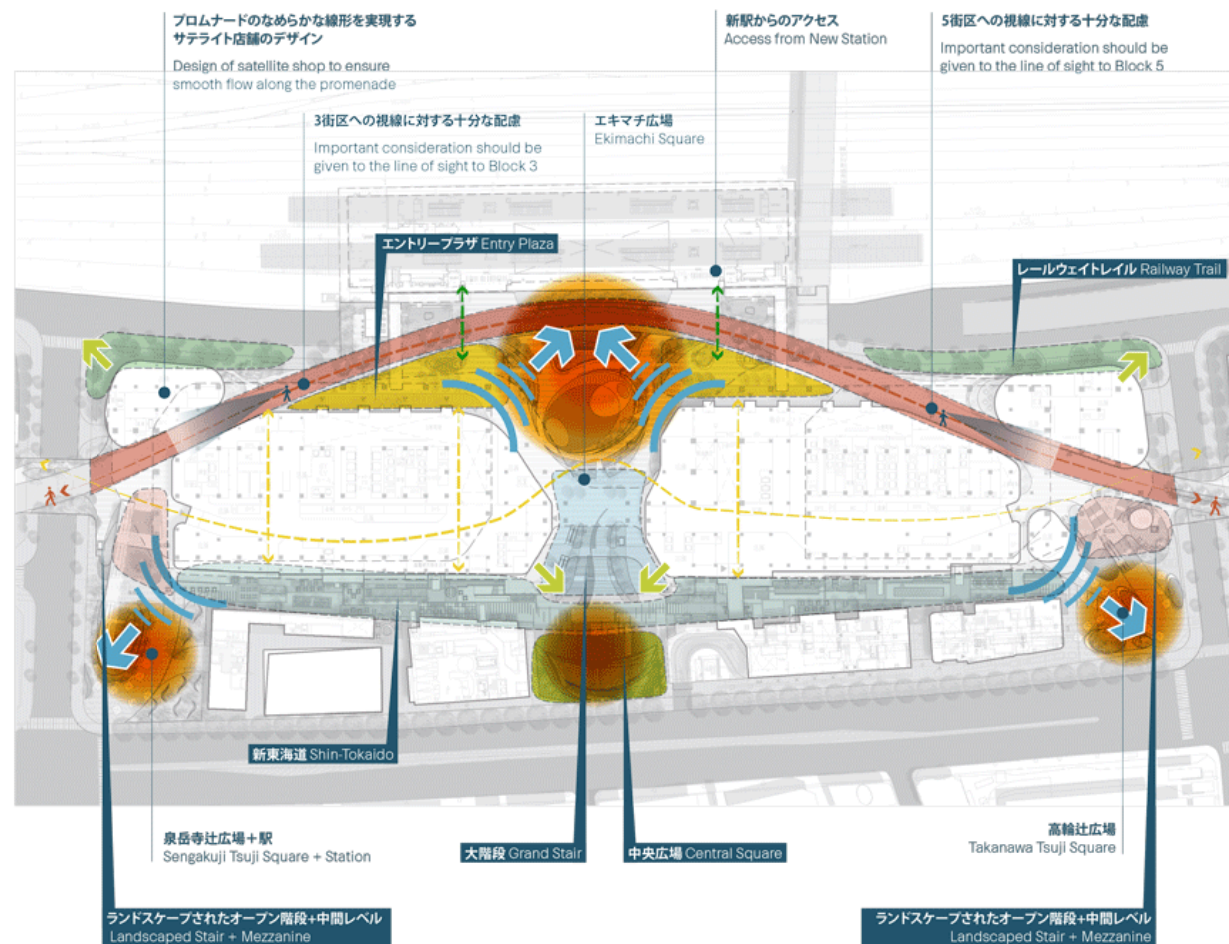 プロムナードのなめらかな線形を実現する
サテライト店舗のデザイン
Design of satellite shop to ensure
smooth flow along the promenade
新駅からのアクセス
Access from New Station
5街区への視線に対する十分な配慮
Important consideration should be
given to the line of sight to Block 5
3街区への視線に対する十分な配慮
Important consideration should be
given to the line of sight to Block 3
エキマチ広場
Ekimachi Square
エントリープラザ Entry Plaza
レールウェイトレイル Railway Trail
新東海道 Shin-Tokaido
泉岳寺辻広場+駅
Sengakuji Tsuji Square + Station
大階段 Grand Stair
中央広場 Central Square
高輪辻広場
Takanawa Tsuji Square
ランドスケープされたオープン階段+中間レベル
Landscaped Stair + Mezzanine
ランドスケープされたオープン階段+中間レベル
Landscaped Stair + Mezzanine